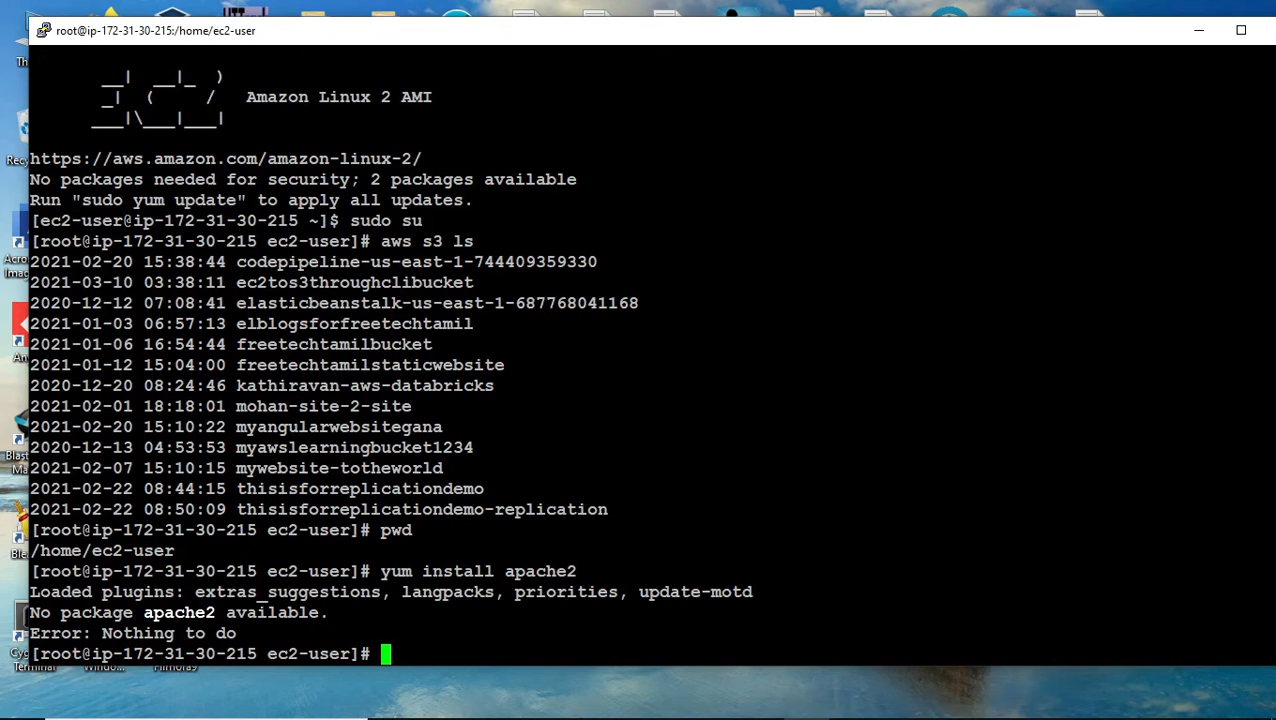 root@ip-172-31-30-215:/home/ec2-user
__|  __|_  )
_|  (     /   Amazon Linux 2 AMI
___|\___|___|
https://aws.amazon.com/amazon-linux-2/
No packages needed for security; 2 packages available
Run "sudo yum update" to apply all updates.
[ec2-user@ip-172-31-30-215 ~]$ sudo su
[root@ip-172-31-30-215 ec2-user]# aws s3 ls
2021-02-20 15:38:44 codepipeline-us-east-1-744409359330
2021-03-10 03:38:11 ec2tos3throughclibucket
2020-12-12 07:08:41 elasticbeanstalk-us-east-1-687768041168
2021-01-03 06:57:13 elblogsforfreetechtamil
2021-01-06 16:54:44 freetechtamilbucket
2021-01-12 15:04:00 freetechtamilstaticwebsite
2020-12-20 08:24:46 kathiravan-aws-databricks
2021-02-01 18:18:01 mohan-site-2-site
2021-02-20 15:10:22 myangularwebsitegana
2020-12-13 04:53:53 myawslearningbucket1234
2021-02-07 15:10:15 mywebsite-totheworld
2021-02-22 08:44:15 thisisforreplicationdemo
2021-02-22 08:50:09 thisisforreplicationdemo-replication
[root@ip-172-31-30-215 ec2-user]# pwd
/home/ec2-user
[root@ip-172-31-30-215 ec2-user]# yum install apache2
Loaded plugins: extras_suggestions, langpacks, priorities, update-motd
No package apache2 available.
Error: Nothing to do
[root@ip-172-31-30-215 ec2-user]#